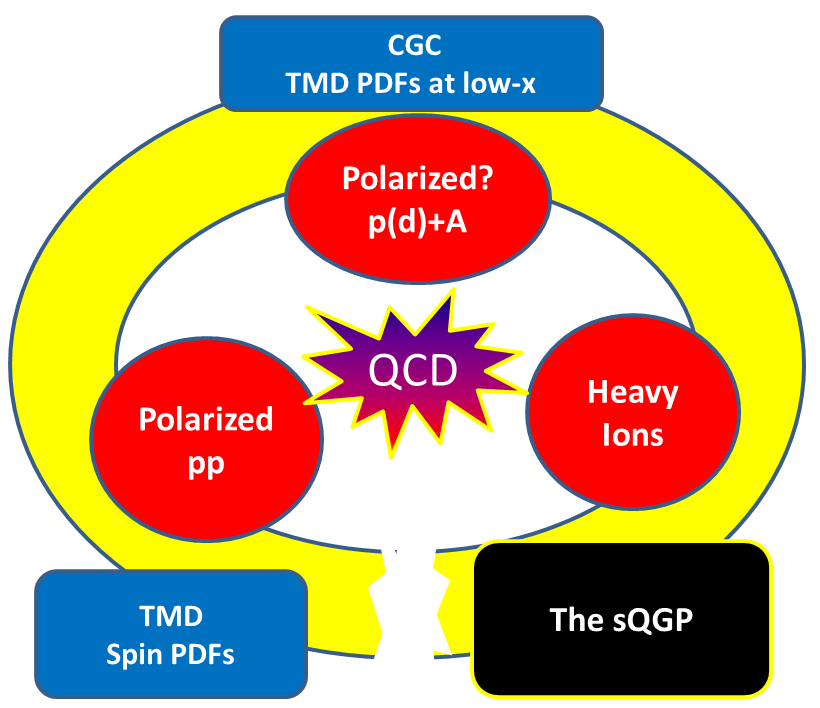 CGC
TMD PDFs at low-x
Polarized?
p(d)+A
QCD
Heavy
Ions
Polarized
pp
TMD
Spin PDFs
The sQGP